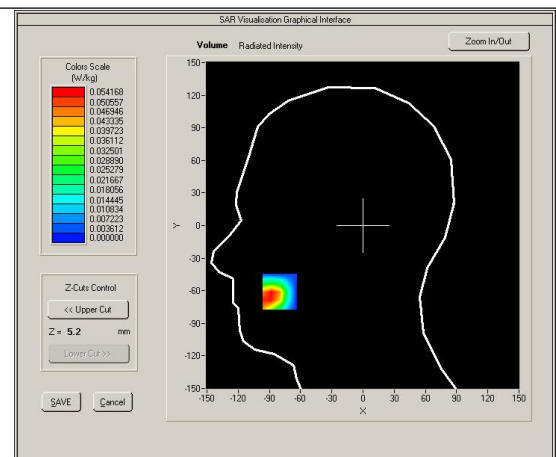 SAR Visualisation Graphical Interface
Volume Radiated Intensity
Zoom In/Out
Colors Scale
(W/kg)
0.054168
0.050557
0.046946
0.043335
0.039723
0.036112
0.032501
0.028890
0.025279
0.021667
0.018056
0.014445
0.010834
0.007223
0.003612
0.000000
Z-Cuts Control
<< Upper Cut
Z = 5.2 mm
Lower Cut >>
SAVE Cancel
150
120
90
60
30
0
-30
-60
-90
-120
-150
Y
-150 -120 -90 -60 -30 0 30 60 90 120 150
X